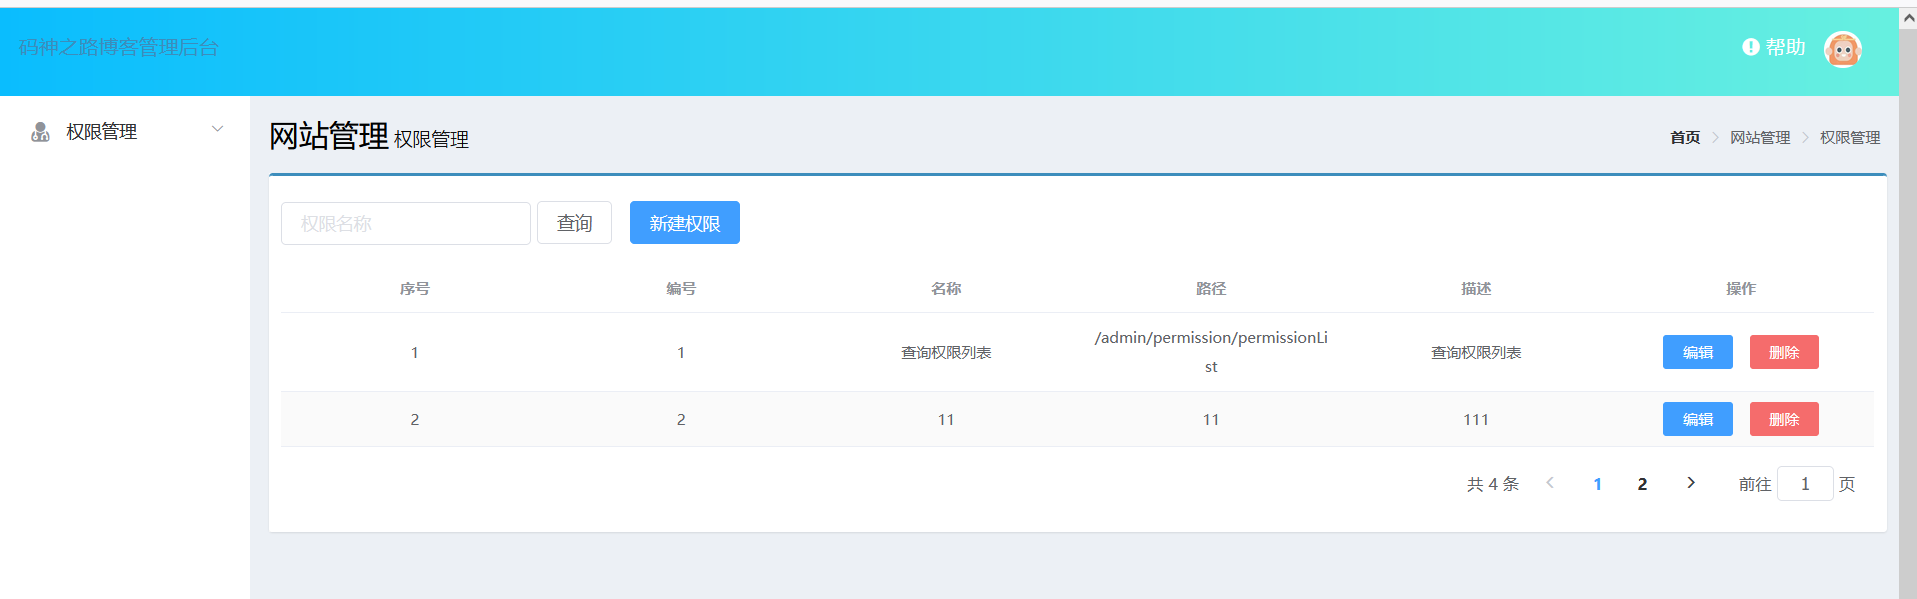 码神之路博客管理后台
帮助
权限管理
网站管理 权限管理
首页 网站管理 权限管理
权限名称 查询 新建权限
序号 编号 名称 路径 描述 操作
1 1 查询权限列表 /admin/permission/permissionLi 查询权限列表 编辑 删除
st
2 2 11 11 111 编辑 删除
共 4 条 1 2 前往 1 页